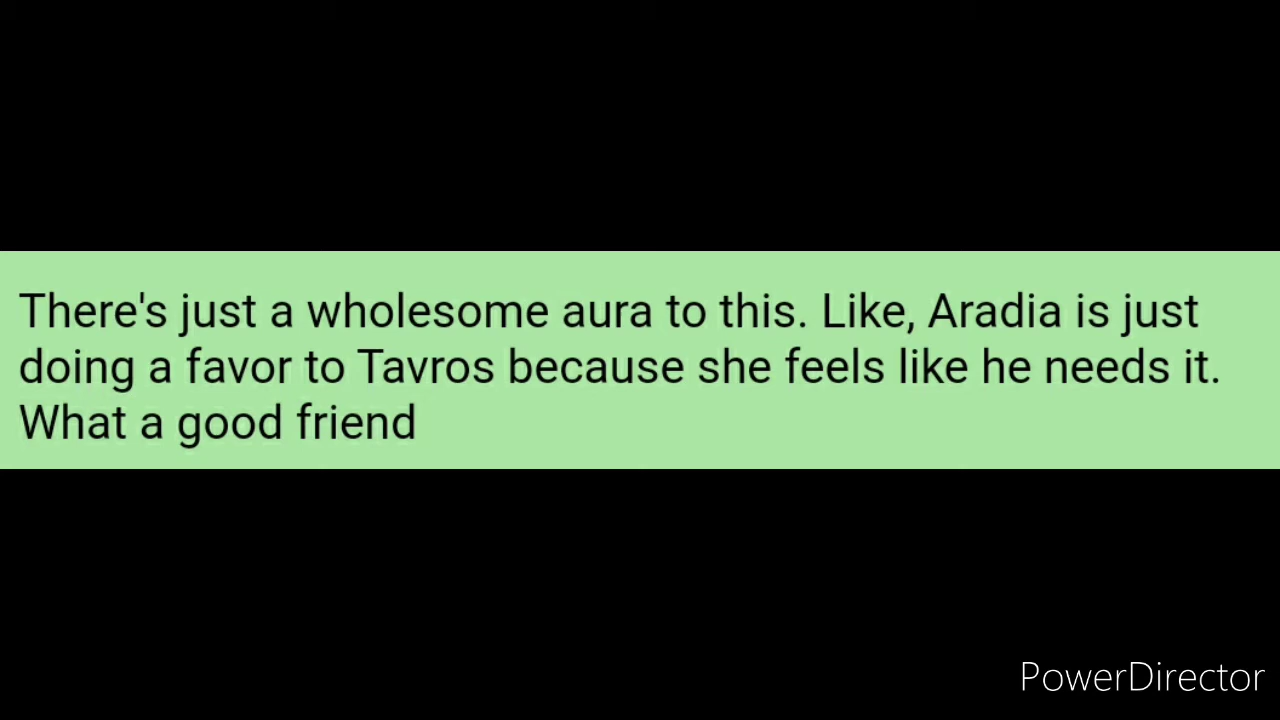 There's just a wholesome aura to this. Like, Aradia is just
doing a favor to Tavros because she feels like he needs it.
What a good friend
PowerDirector